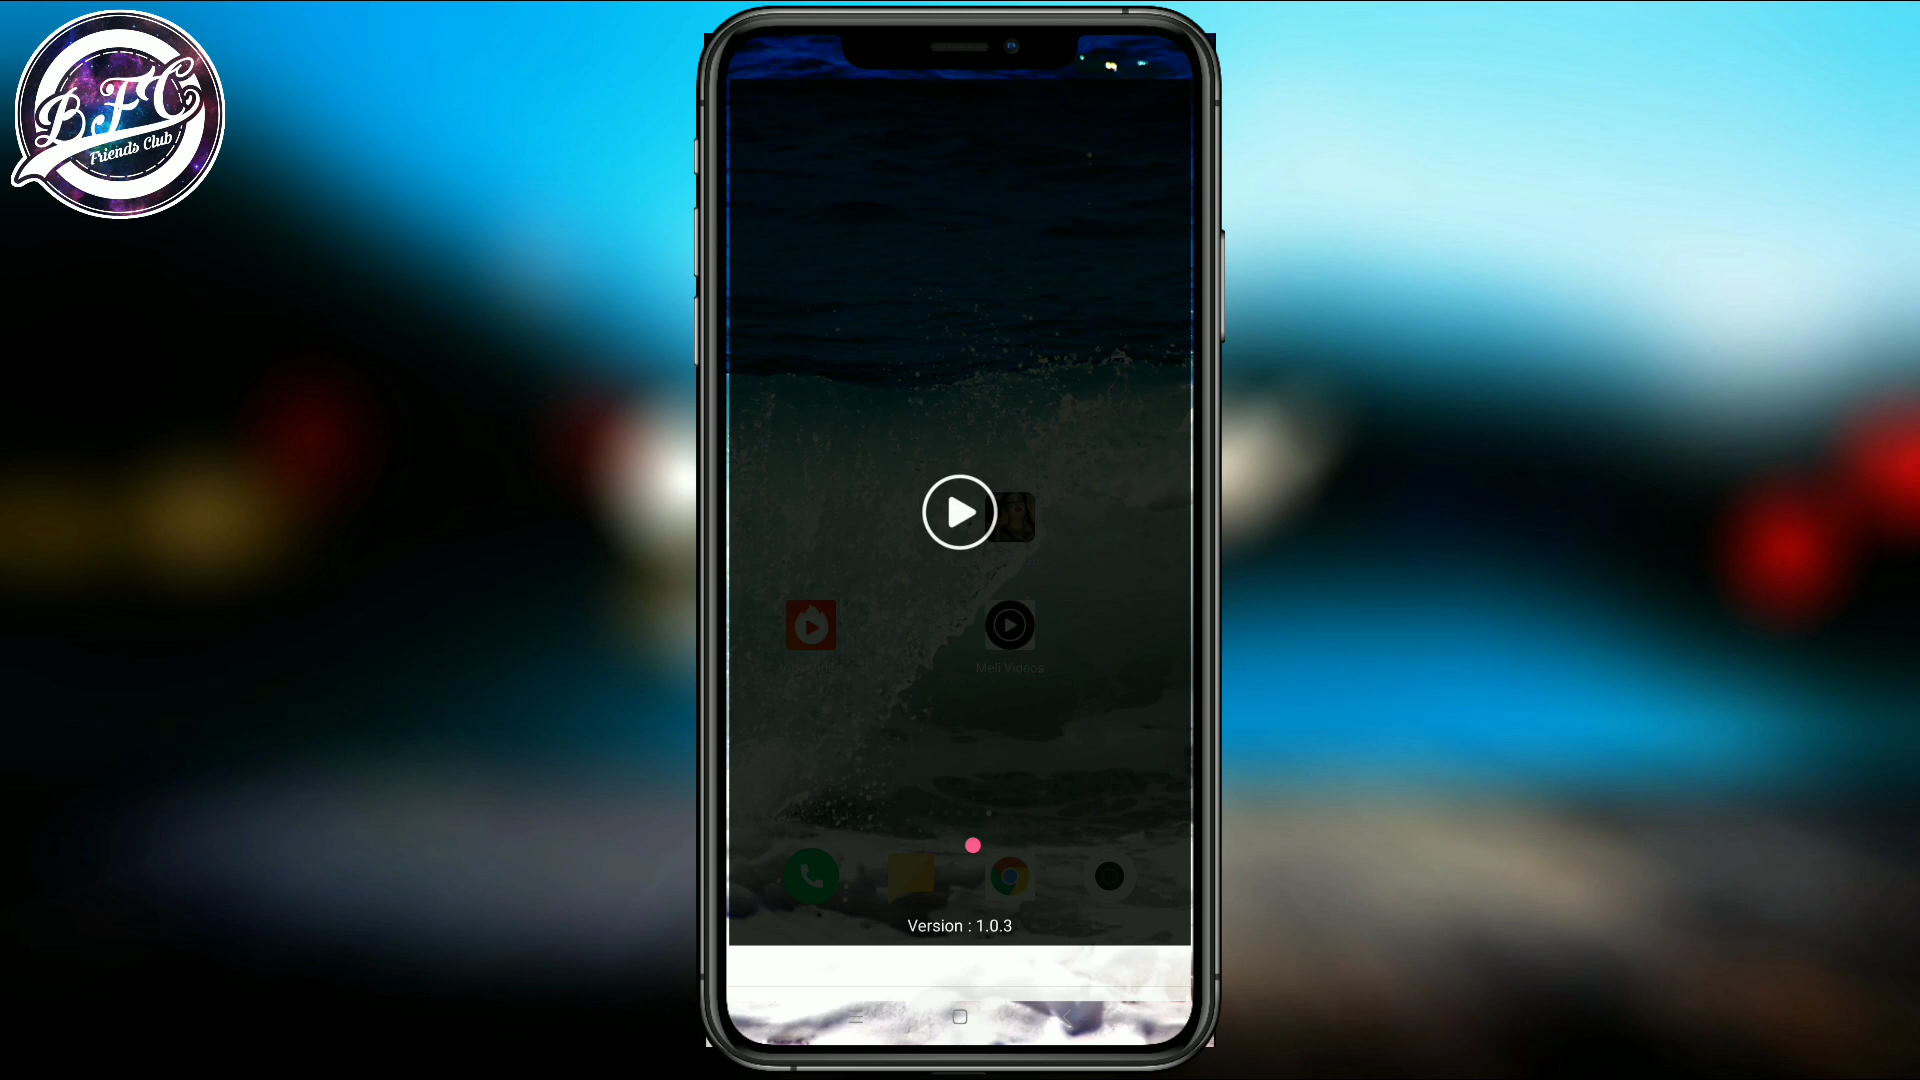 BFC
Friends Club
Meli Videos
Version : 1.0.3